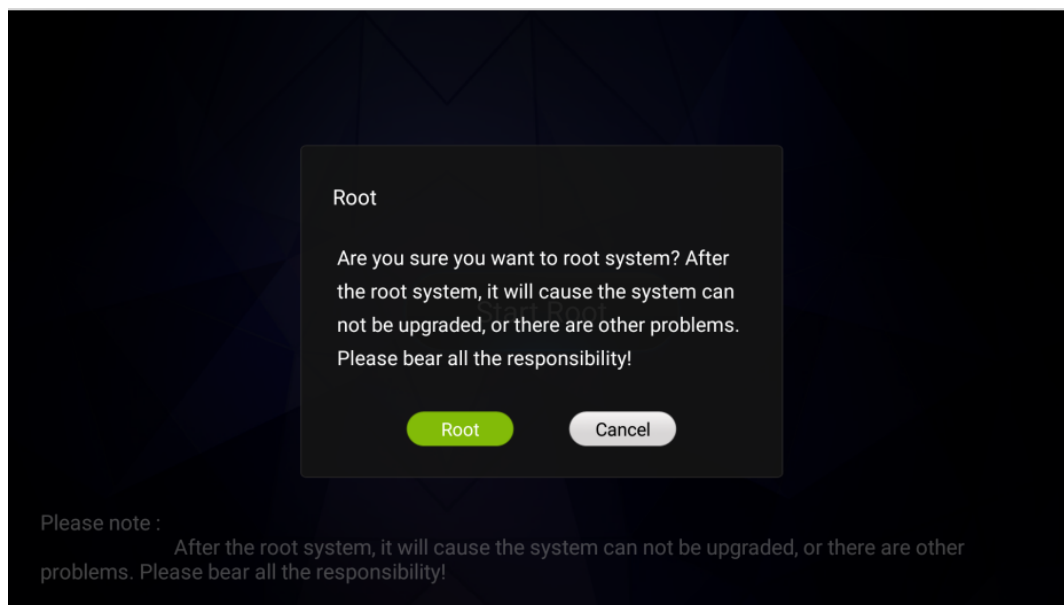 Root
Are you sure you want to root system? After
the root system, it will cause the system can
Start Root
not be upgraded, or there are other problems.
Please bear all the responsibility!
Root
Cancel
Please note :
After the root system, it will cause the system can not be upgraded, or there are other
problems. Please bear all the responsibility!